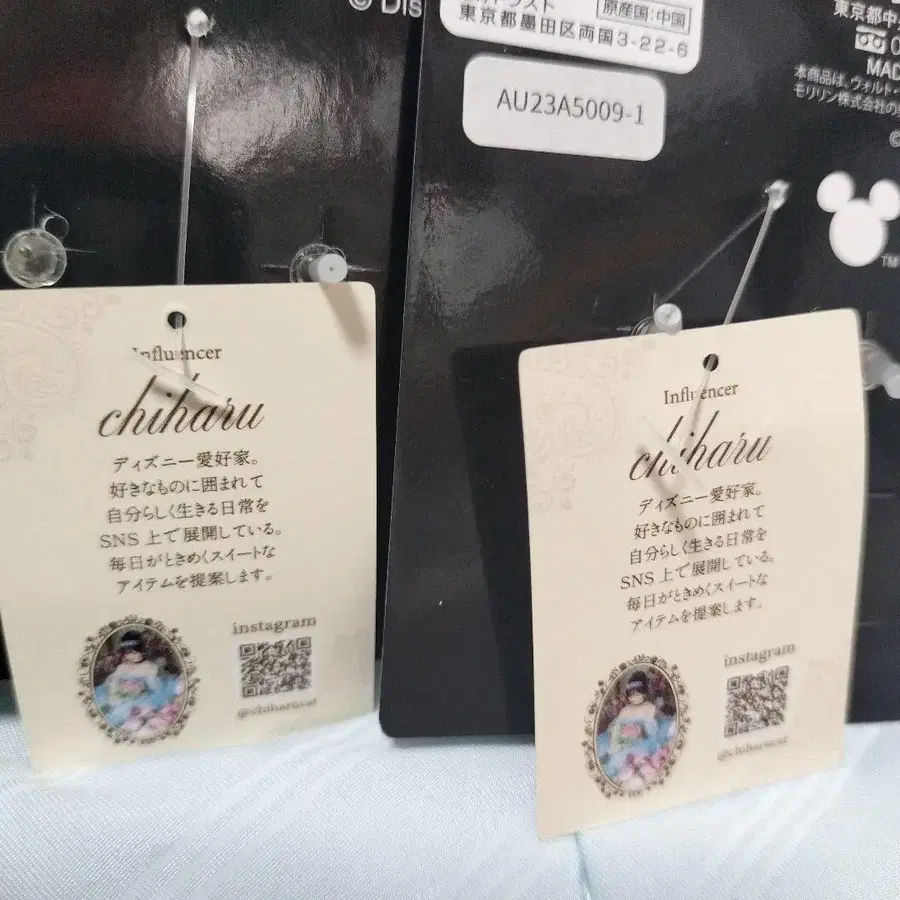 © Dis
トラスト
原産国:中国
東京都墨田区両国3-22-6
AU23A5009-1
東京都中
0
MAD
本商品は、ウォルト・
モリリン株式会社の
©
TM
Influencer
chiharu
ディズニー愛好家。
好きなものに囲まれて
自分らしく生きる日常を
SNS 上で展開している。
毎日がときめくスイートな
アイテムを提案します。
instagram
@chiharucat
Influencer
chiharu
ディズニー愛好家。
好きなものに囲まれて
自分らしく生きる日常を
SNS 上で展開している。
毎日がときめくスイートな
アイテムを提案します。
instagram
@chiharucat